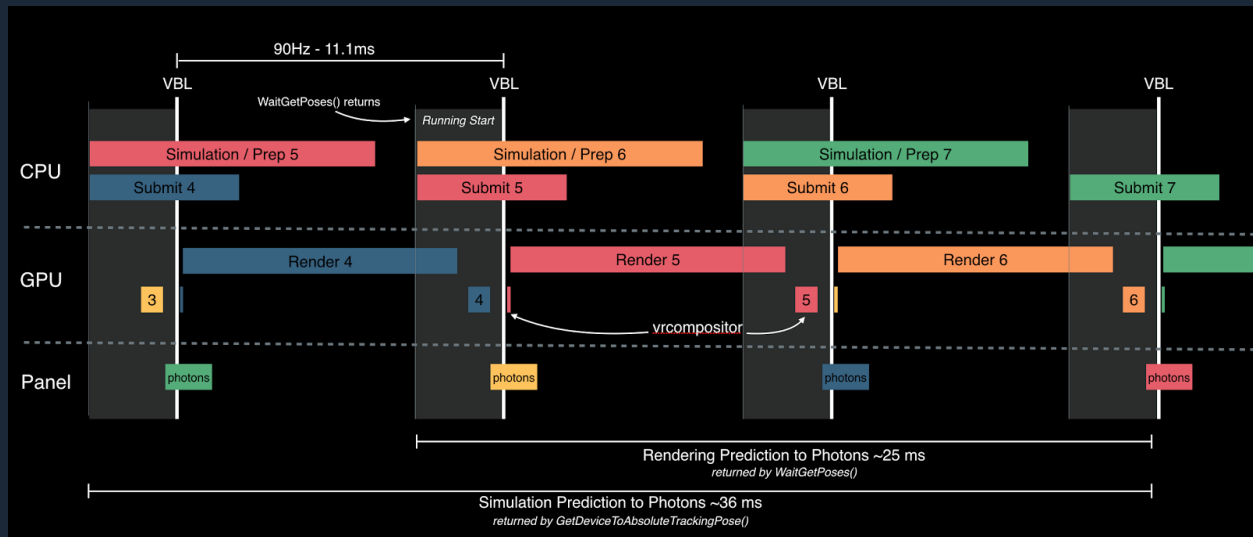 90Hz - 11.1ms
VBL VBL VBL VBL
WaitGetPoses() returns
Running Start
CPU
Simulation / Prep 5 Simulation / Prep 6 Simulation / Prep 7
Submit 4 Submit 5 Submit 6 Submit 7
GPU
Render 4 Render 5 Render 6
3 4 5 6
vrcompositor
Panel
photons photons photons photons
Rendering Prediction to Photons ~25 ms
returned by WaitGetPoses()
Simulation Prediction to Photons ~36 ms
returned by GetDeviceToAbsoluteTrackingPose()